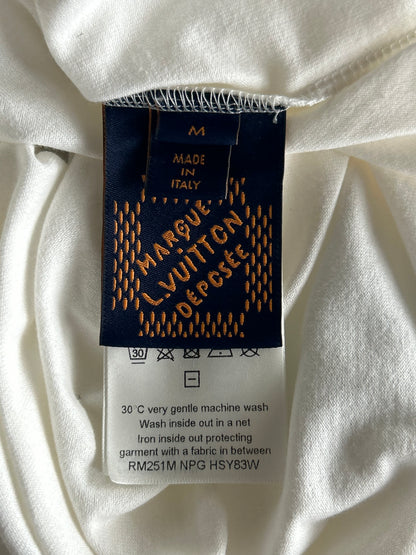 M
MADE IN
ITALY
MARQUE
L.VUITTON
DÉPOSÉE
30
30°C very gentle machine wash
Wash inside out in a net
Iron inside out protecting
garment with a fabric in between
RM251M NPG HSY83W